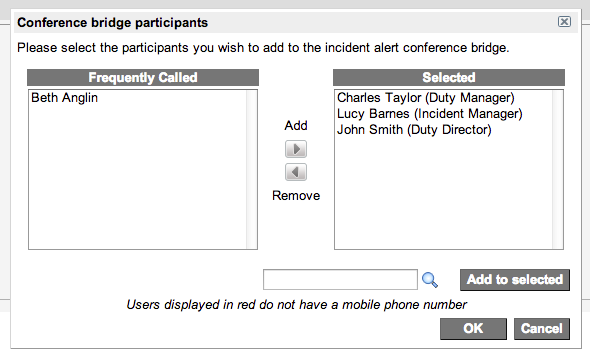 Conference bridge participants
Please select the participants you wish to add to the incident alert conference bridge.
Frequently Called
Selected
Beth Anglin
Charles Taylor (Duty Manager)
Lucy Barnes (Incident Manager)
John Smith (Duty Director)
Add
Remove
Add to selected
Users displayed in red do not have a mobile phone number
OK
Cancel